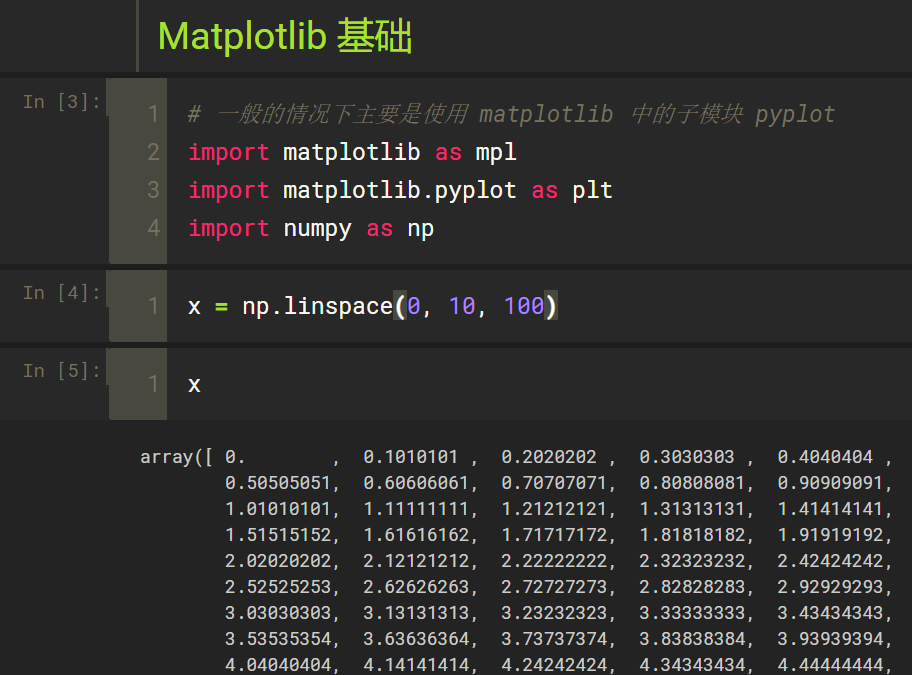 Matplotlib 基础
In [3]:
1 # 一般的情况下主要是使用 matplotlib 中的子模块 pyplot
2 import matplotlib as mpl
3 import matplotlib.pyplot as plt
4 import numpy as np
In [4]:
1 x = np.linspace(0, 10, 100)
In [5]:
1 x
array([ 0.        ,  0.1010101 ,  0.2020202 ,  0.3030303 ,  0.4040404 ,
0.50505051,  0.60606061,  0.70707071,  0.80808081,  0.90909091,
1.01010101,  1.11111111,  1.21212121,  1.31313131,  1.41414141,
1.51515152,  1.61616162,  1.71717172,  1.81818182,  1.91919192,
2.02020202,  2.12121212,  2.22222222,  2.32323232,  2.42424242,
2.52525253,  2.62626263,  2.72727273,  2.82828283,  2.92929293,
3.03030303,  3.13131313,  3.23232323,  3.33333333,  3.43434343,
3.53535354,  3.63636364,  3.73737374,  3.83838384,  3.93939394,
4.04040404,  4.14141414,  4.24242424,  4.34343434,  4.44444444,